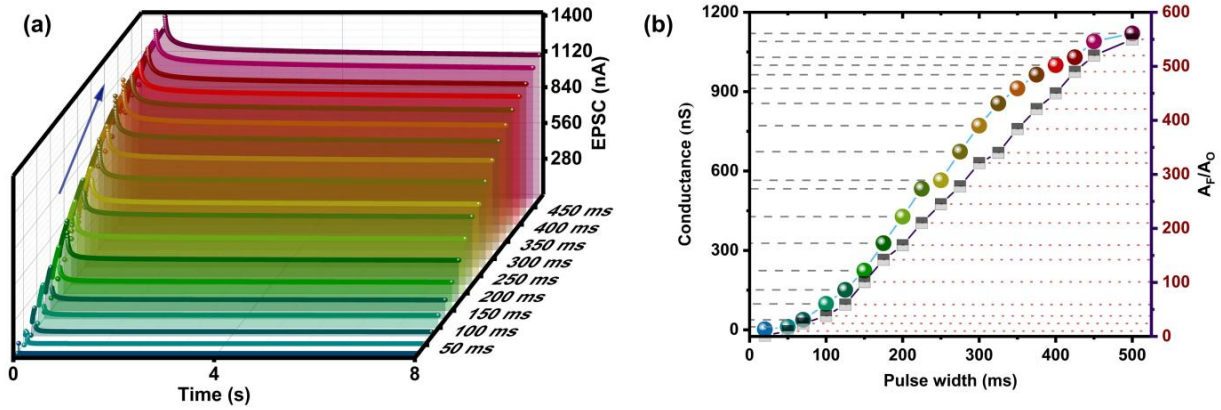 (a)
1400
1120
840
560
280
EPSC (nA)
450 ms
400 ms
350 ms
300 ms
250 ms
200 ms
150 ms
100 ms
50 ms
0
2
4
6
8
Time (s)
(b)
1200
900
600
300
0
Conductance (nS)
0
100
200
300
400
500
Pulse width (ms)
600
500
400
300
200
100
0
A_F/A_O